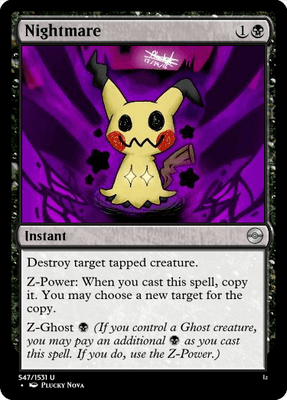 Nightmare 1
Instant
Destroy target tapped creature.
Z-Power: When you cast this spell, copy
it. You may choose a new target for the
copy.
Z-Ghost (If you control a Ghost creature,
you may pay an additional as you cast
this spell. If you do, use the Z-Power.)
547/1531 U
Plucky Nova